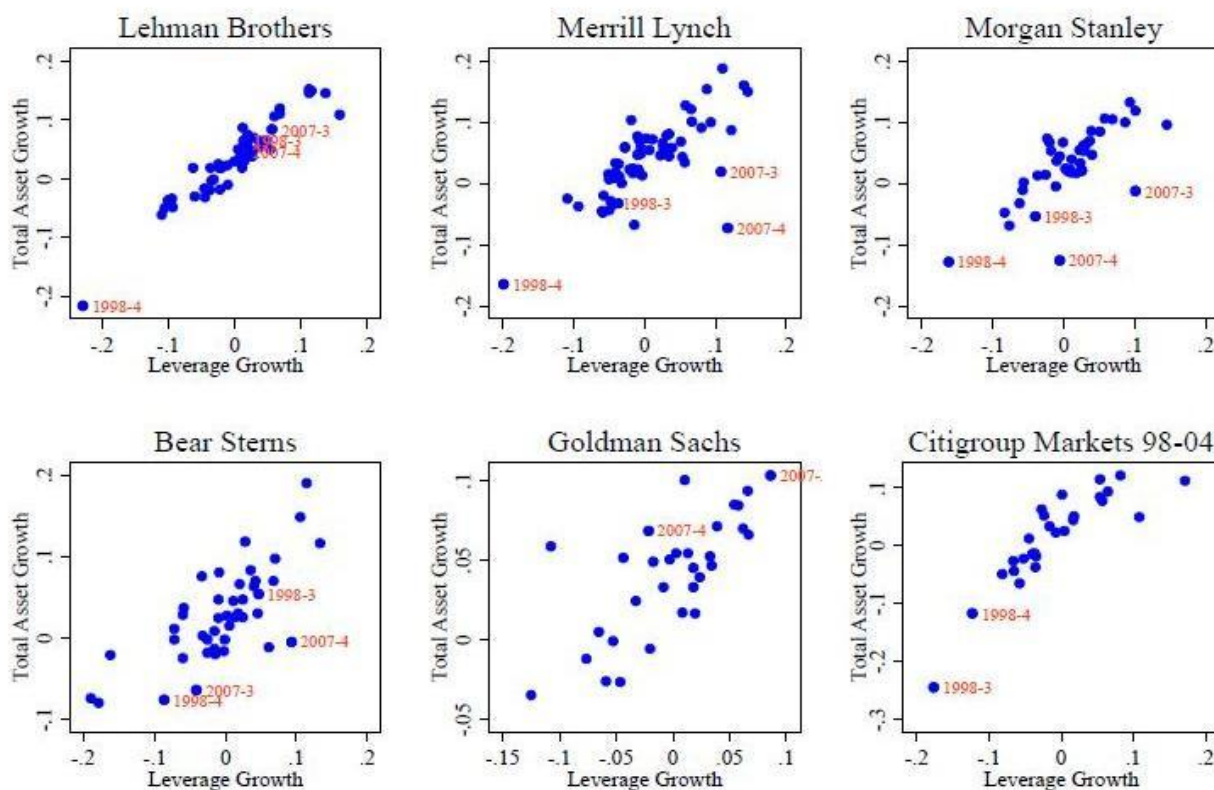 Lehman Brothers
Total Asset Growth
.2
.1
0
-.1
-.2
2007-3
1998-3
2007-4
1998-4
-.2 -.1 0 .1 .2
Leverage Growth
Merrill Lynch
Total Asset Growth
.2
.1
0
-.1
-.2
2007-3
1998-3
2007-4
1998-4
-.2 -.1 0 .1 .2
Leverage Growth
Morgan Stanley
Total Asset Growth
.2
.1
0
-.1
-.2
2007-3
1998-3
1998-4
2007-4
-.2 -.1 0 .1 .2
Leverage Growth
Bear Sterns
Total Asset Growth
.2
.1
0
-.1
1998-3
2007-4
2007-3
1998-4
-.2 -.1 0 .1 .2
Leverage Growth
Goldman Sachs
Total Asset Growth
.1
.05
0
-.05
2007-
2007-4
-.15 -.1 -.05 0 .05 .1
Leverage Growth
Citigroup Markets 98-04
Total Asset Growth
.1
0
-.1
-.2
-.3
1998-4
1998-3
-.2 -.1 0 .1 .2
Leverage Growth